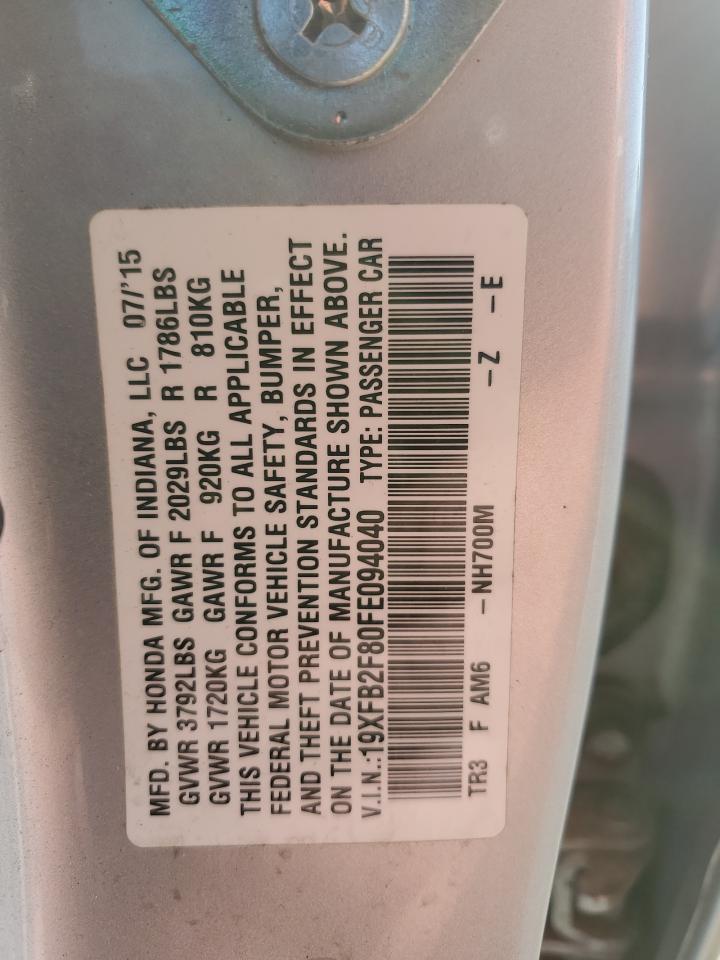 MFD. BY HONDA MFG. OF INDIANA, LLC 07/'15
GVWR 3792LBS GAWR F 2029LBS R 1786LBS
GVWR 1720KG GAWR F 920KG R 810KG
THIS VEHICLE CONFORMS TO ALL APPLICABLE
FEDERAL MOTOR VEHICLE SAFETY, BUMPER,
AND THEFT PREVENTION STANDARDS IN EFFECT
ON THE DATE OF MANUFACTURE SHOWN ABOVE.
V.I.N.:19XFB2F80FE094040 TYPE: PASSENGER CAR
TR3 F AM6 -NH700M -Z -E